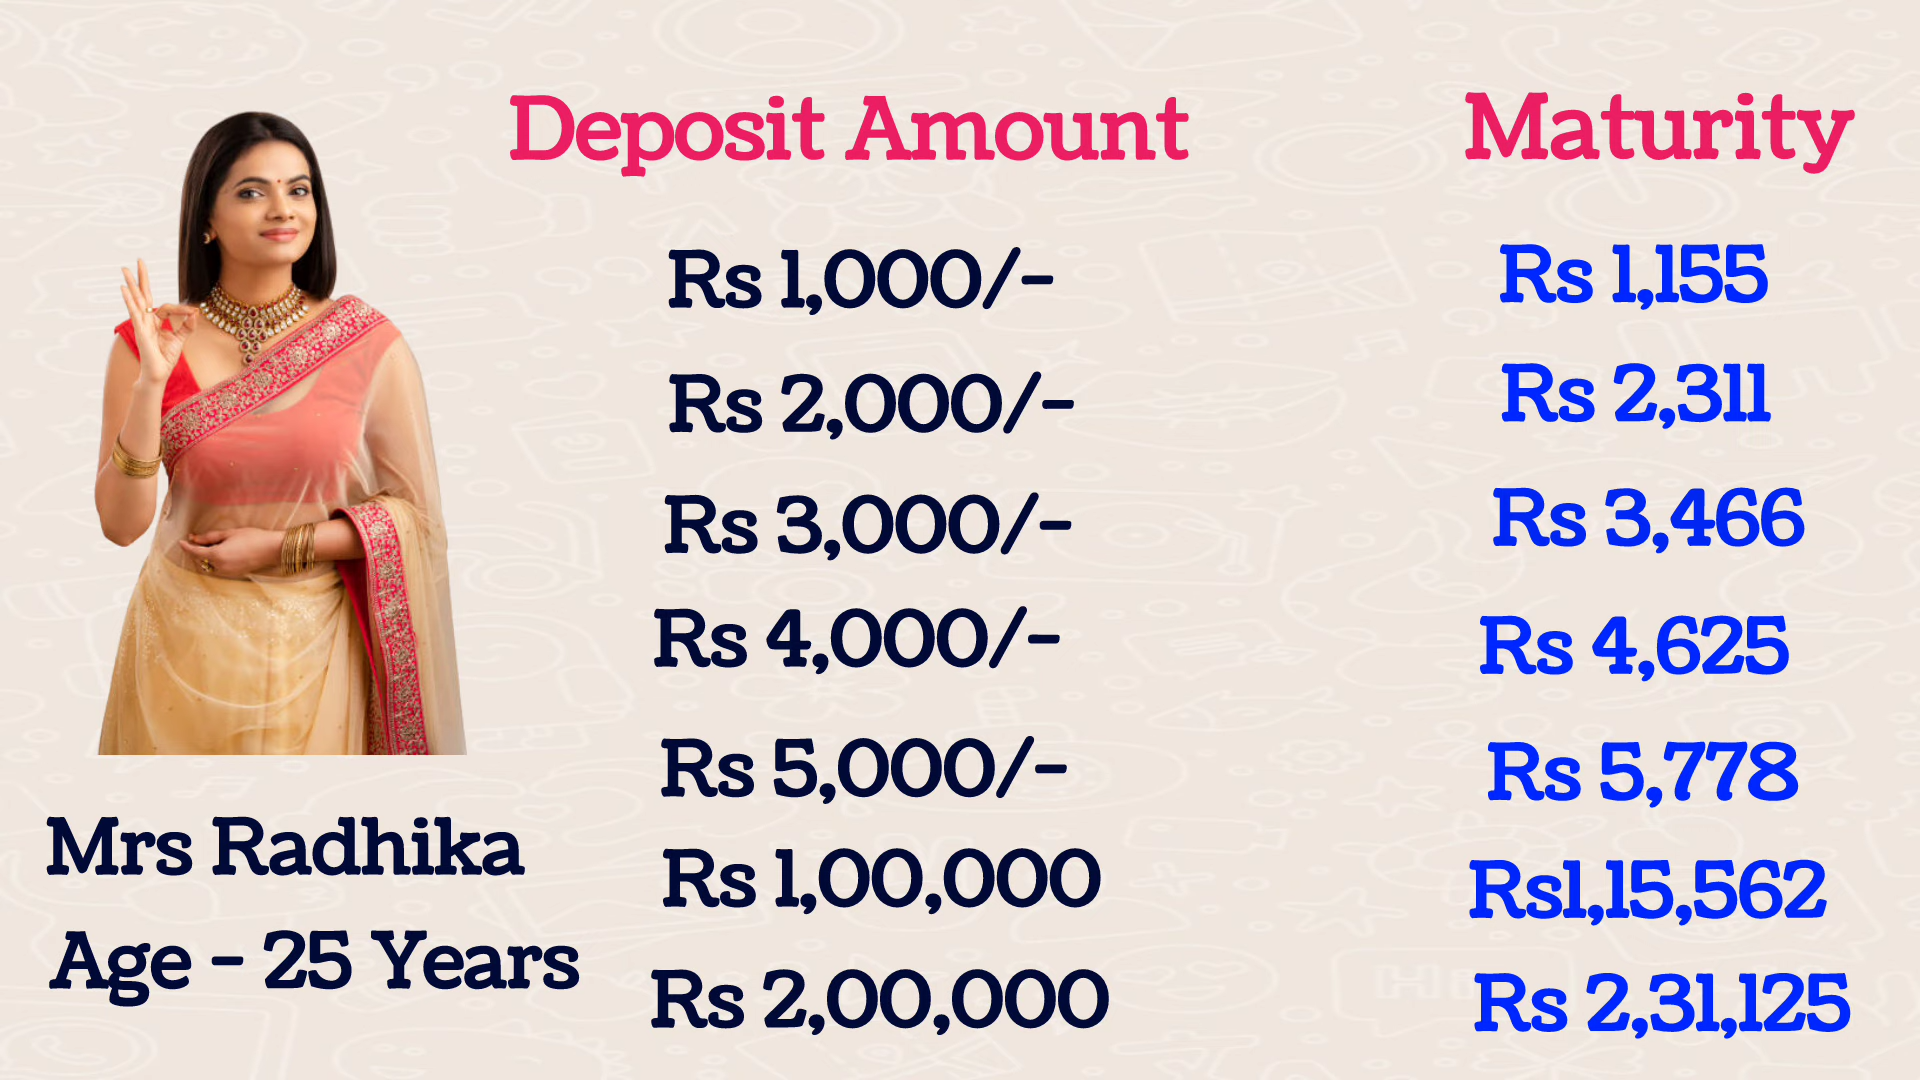 Deposit Amount Maturity
Rs 1,000/- Rs 1,155
Rs 2,000/- Rs 2,311
Rs 3,000/- Rs 3,466
Rs 4,000/- Rs 4,625
Rs 5,000/- Rs 5,778
Rs 1,00,000 Rs1,15,562
Rs 2,00,000 Rs 2,31,125
Mrs Radhika
Age - 25 Years